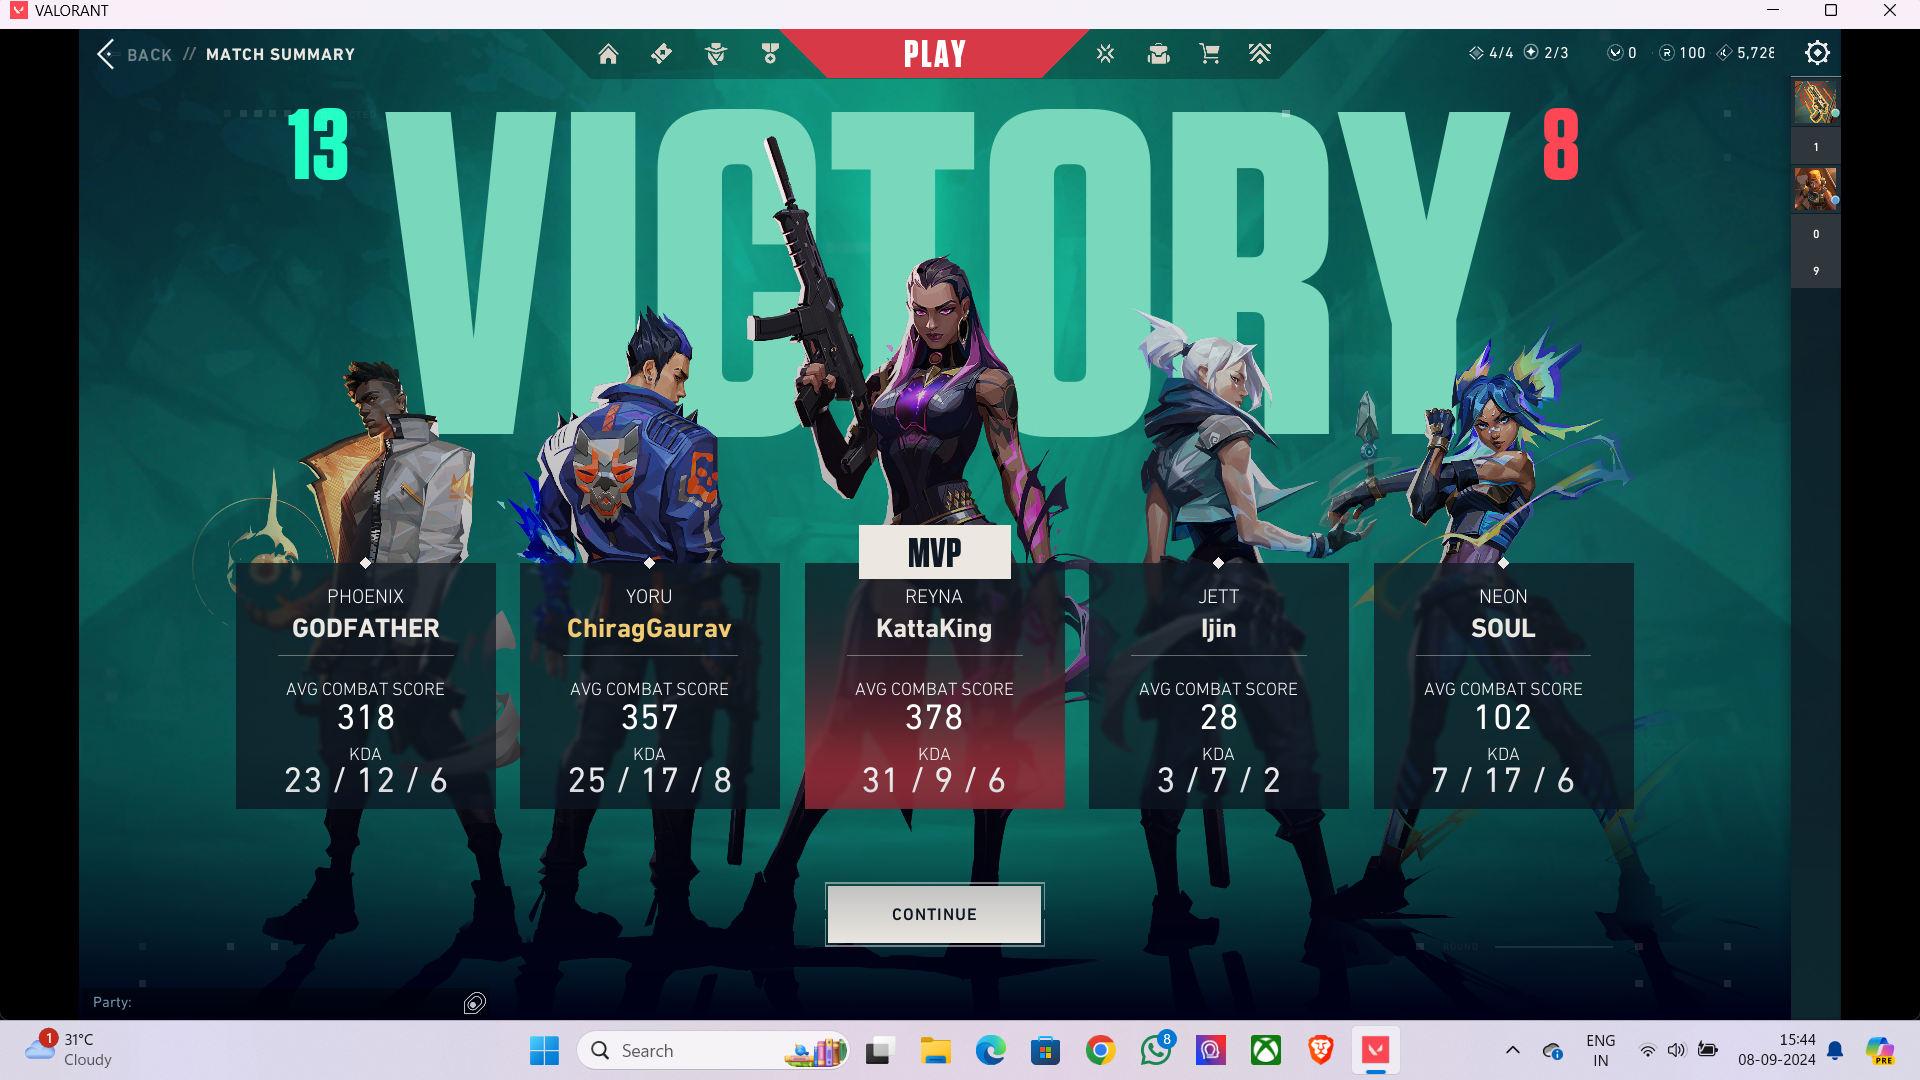 VALORANT
BACK // MATCH SUMMARY
PLAY
4/4 2/3 0 100 5,728
13
VICTORY
8
1
0
9
MVP
PHOENIX
GODFATHER
AVG COMBAT SCORE
318
KDA
23 / 12 / 6
YORU
ChiragGaurav
AVG COMBAT SCORE
357
KDA
25 / 17 / 8
REYNA
KattaKing
AVG COMBAT SCORE
378
KDA
31 / 9 / 6
JETT
AVG COMBAT SCORE
28
KDA
3 / 7 / 2
NEON
SOUL
AVG COMBAT SCORE
102
KDA
7 / 17 / 6
CONTINUE
ROUND
Party:
1
31°C
Cloudy
Search
8
PRE
ENG
IN
15:44
08-09-2024